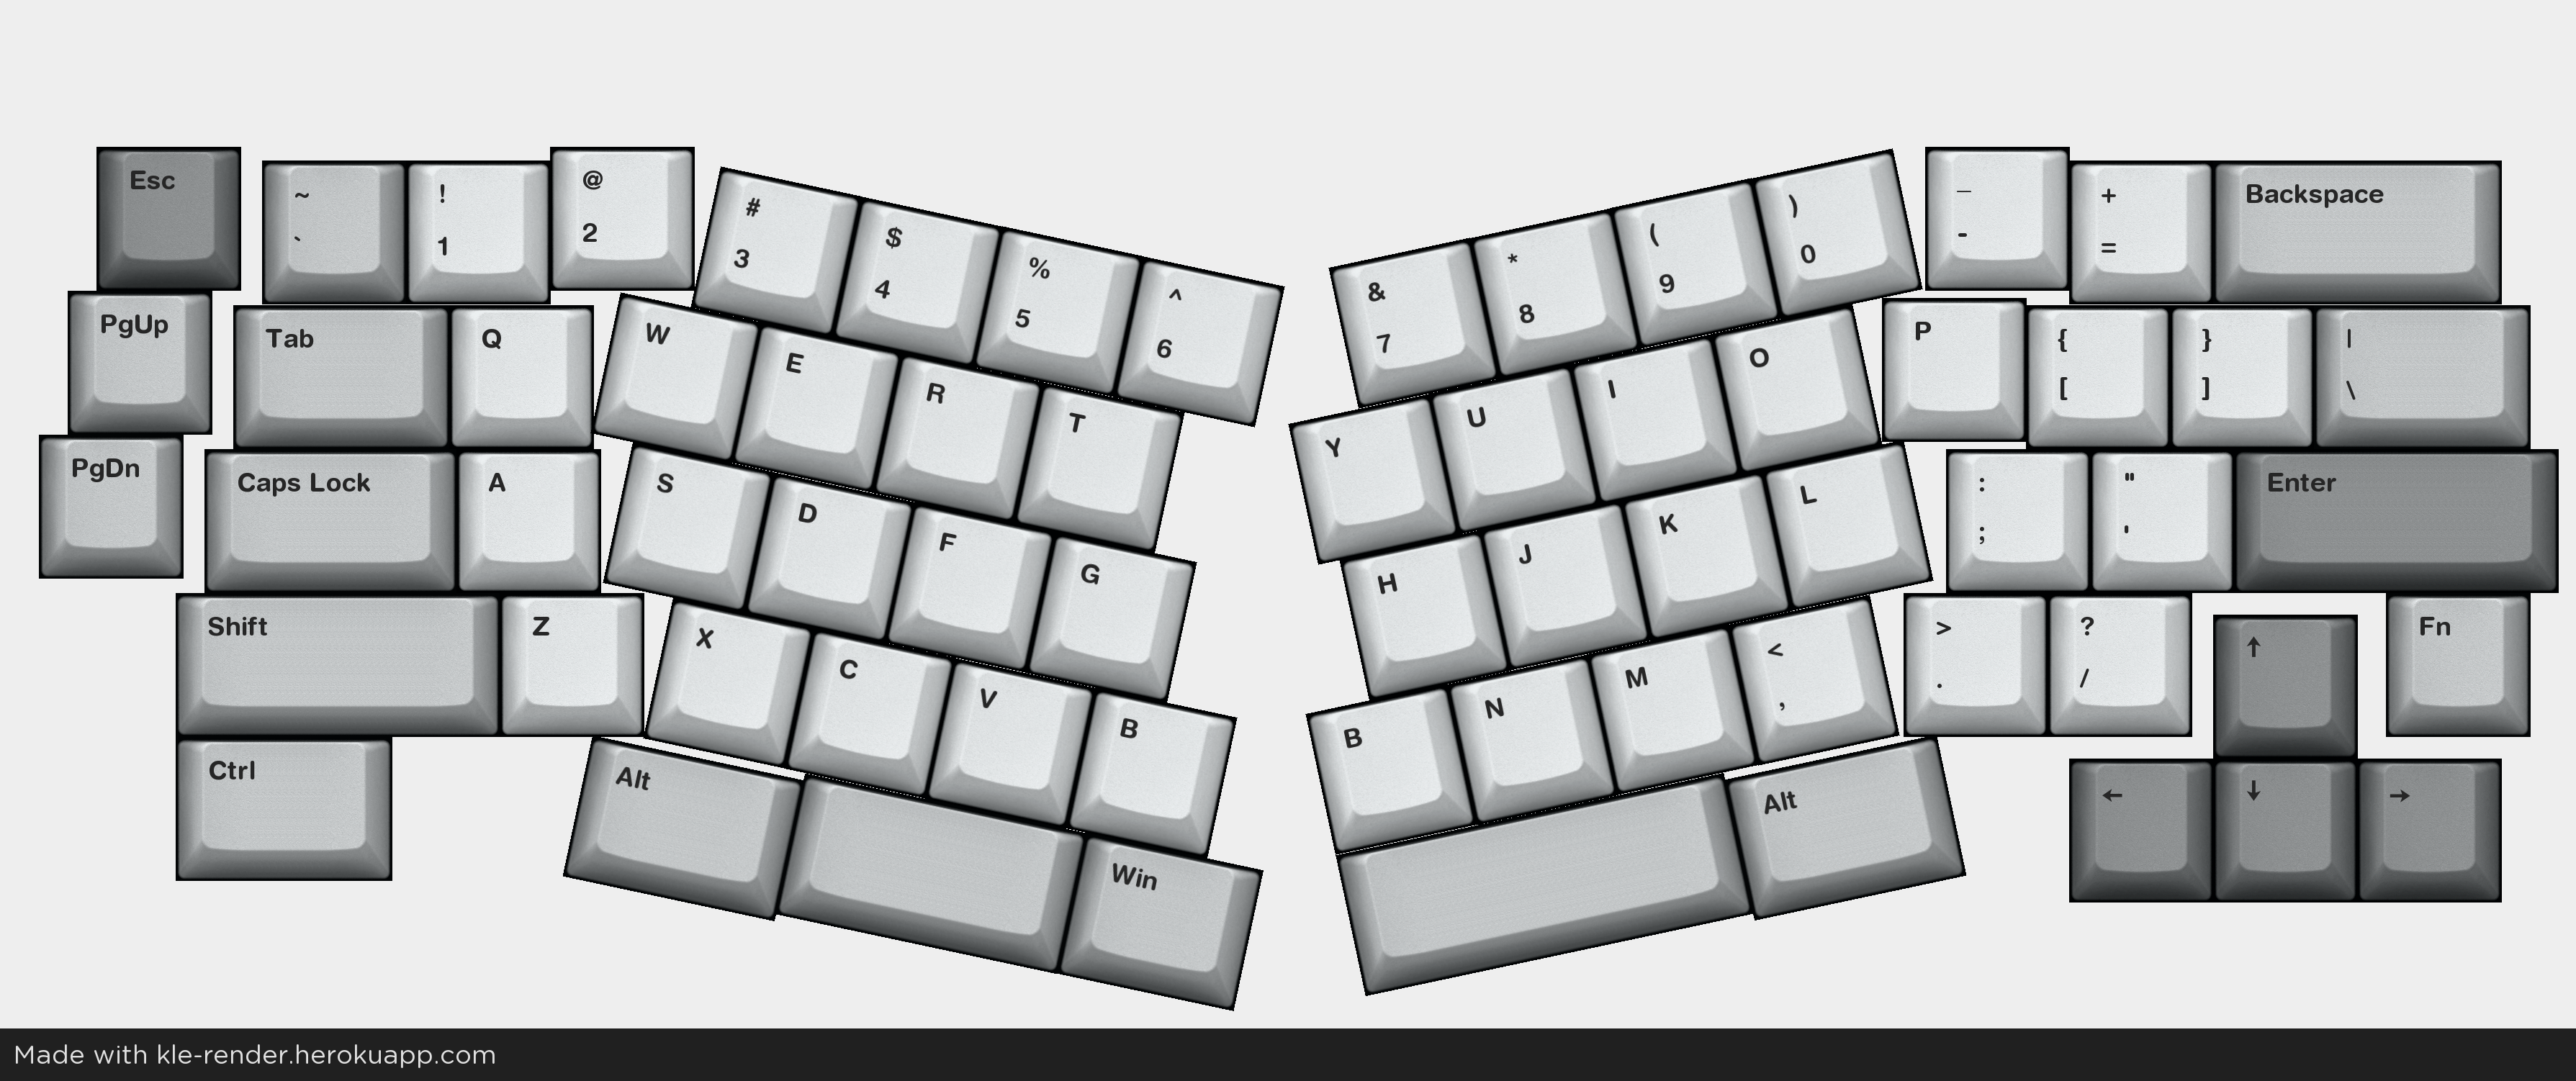 Esc ~ ! @ # $ % ^ & * ( ) _ + Backspace
` 1 2 3 4 5 6 7 8 9 0 - =
PgUp Tab Q W E R T Y U I O P { } |
[ ] \
PgDn Caps Lock A S D F G H J K L : " Enter
; '
Shift Z X C V B B N M < > ? ↑ Fn
, . /
Ctrl Alt Win Alt ← ↓ →
Made with kle-render.herokuapp.com